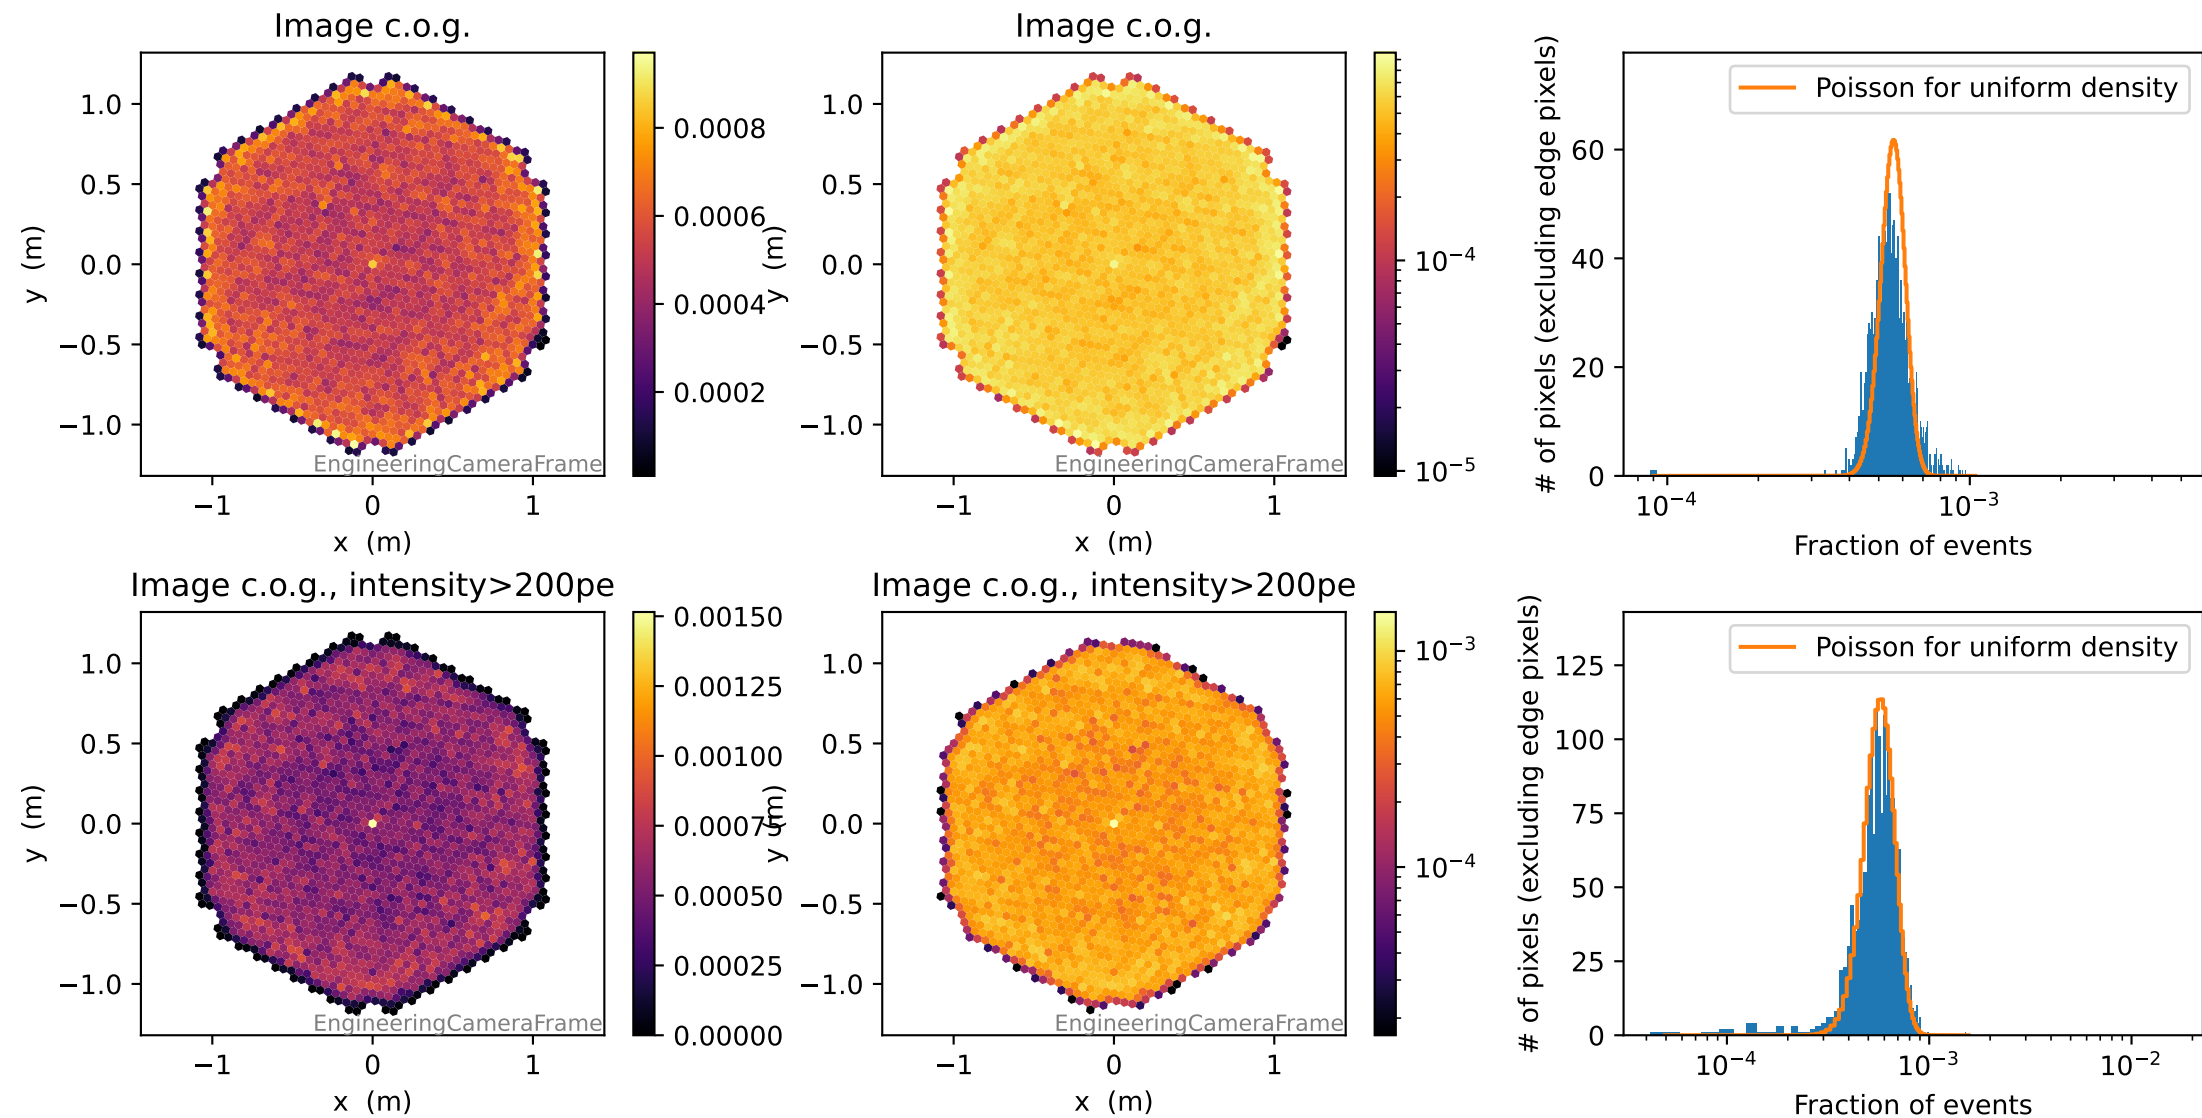 Image c.o.g.
1.0
0.5
0.0
−0.5
−1.0
y (m)
−1
0
1
x (m)
EngineeringCameraFrame
0.0008
0.0006
0.0004
0.0002
Image c.o.g.
1.0
0.5
0.0
−0.5
−1.0
y (m)
−1
0
1
x (m)
EngineeringCameraFrame
10⁻⁴
10⁻⁵
Poisson for uniform density
# of pixels (excluding edge pixels)
60
40
20
0
10⁻⁴
10⁻³
Fraction of events
Image c.o.g., intensity>200pe
1.0
0.5
0.0
−0.5
−1.0
y (m)
−1
0
1
x (m)
EngineeringCameraFrame
0.00150
0.00125
0.00100
0.00075
0.00050
0.00025
0.00000
Image c.o.g., intensity>200pe
1.0
0.5
0.0
−0.5
−1.0
y (m)
−1
0
1
x (m)
EngineeringCameraFrame
10⁻³
10⁻⁴
Poisson for uniform density
# of pixels (excluding edge pixels)
125
100
75
50
25
0
10⁻⁴
10⁻³
10⁻²
Fraction of events